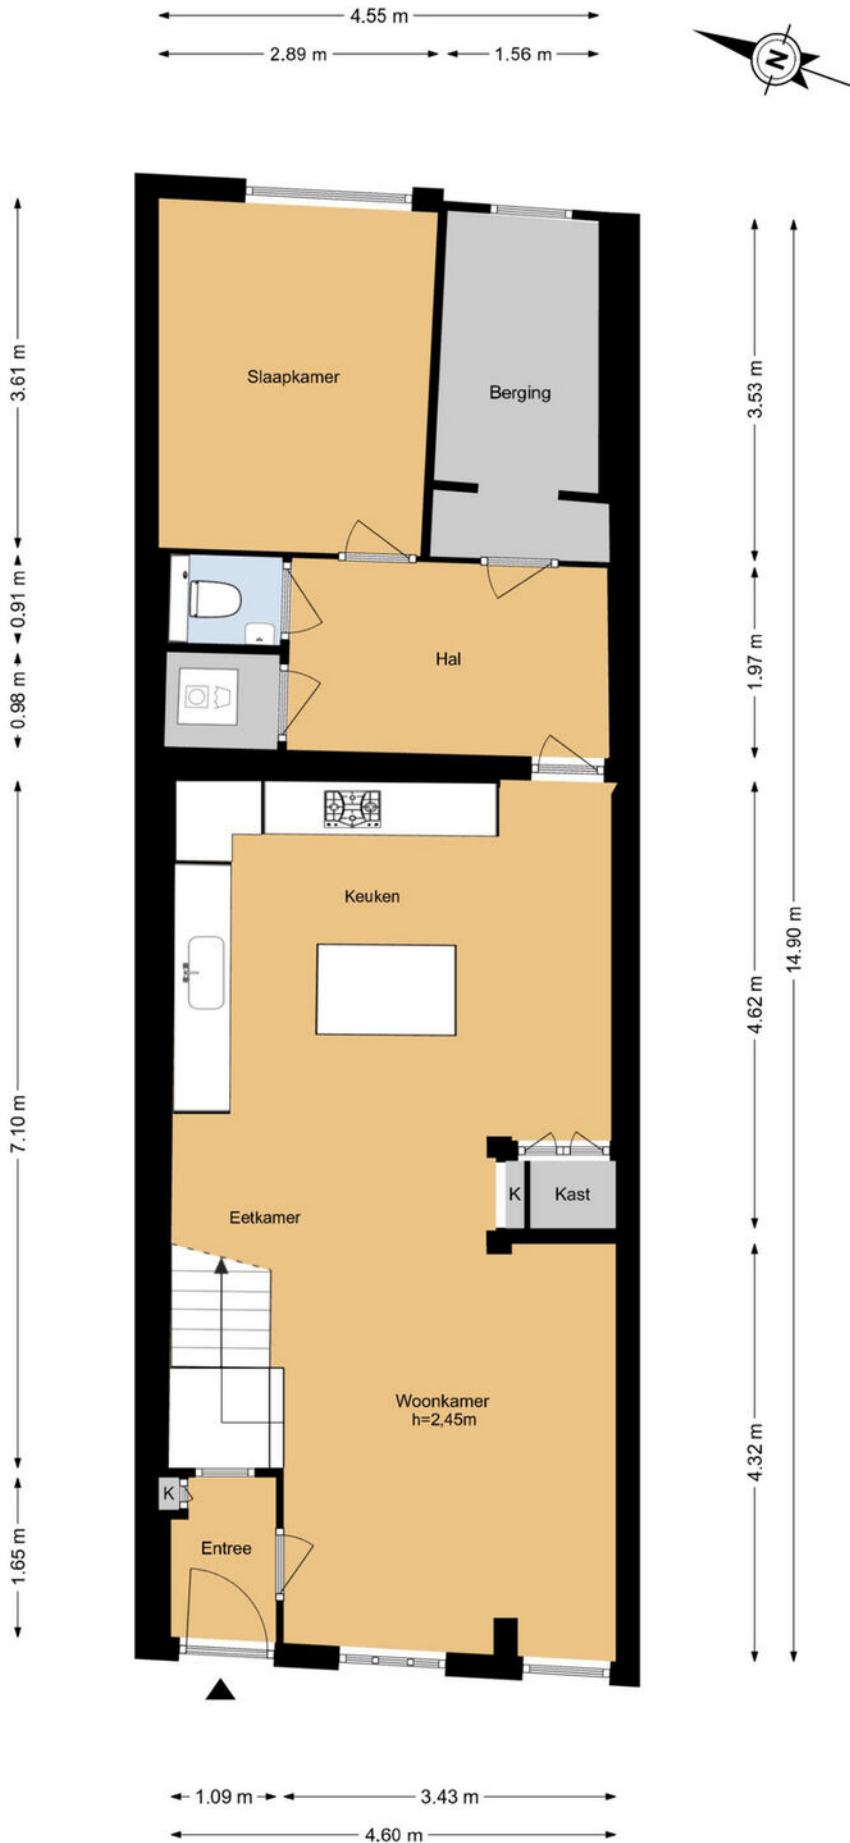 4.55 m
2.89 m
1.56 m
N
3.61 m
Slaapkamer
Berging
3.53 m
0.91 m
0.98 m
Hal
1.97 m
Keuken
14.90 m
4.62 m
7.10 m
K
Kast
Eetkamer
Woonkamer
h=2,45m
4.32 m
K
Entree
1.65 m
1.09 m
3.43 m
4.60 m